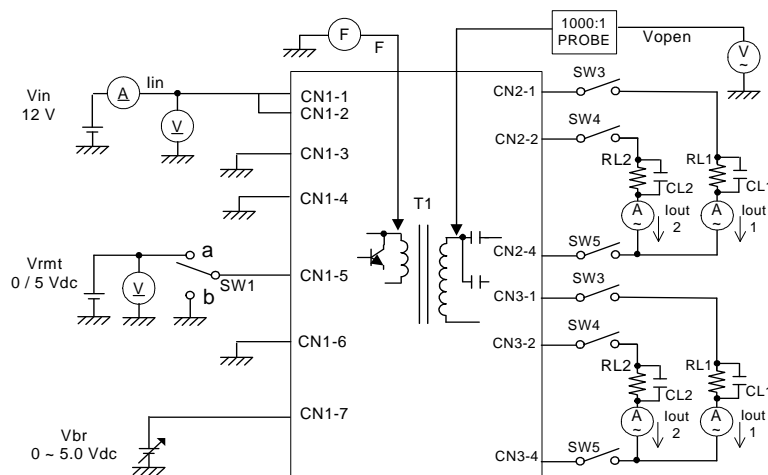 F
F
1000:1
PROBE
Vopen
V
~
Vin
12 V
A
Iin
V
CN1-1
CN1-2
CN1-3
CN1-4
Vrmt
0 / 5 Vdc
V
a
b
SW1
CN1-5
CN1-6
CN1-7
Vbr
0 ~ 5.0 Vdc
T1
CN2-1
SW3
CN2-2
SW4
RL2
CL2
RL1
CL1
A
~
Iout
2
A
~
Iout
1
CN2-4
SW5
CN3-1
SW3
CN3-2
SW4
RL2
CL2
RL1
CL1
A
~
Iout
2
A
~
Iout
1
CN3-4
SW5